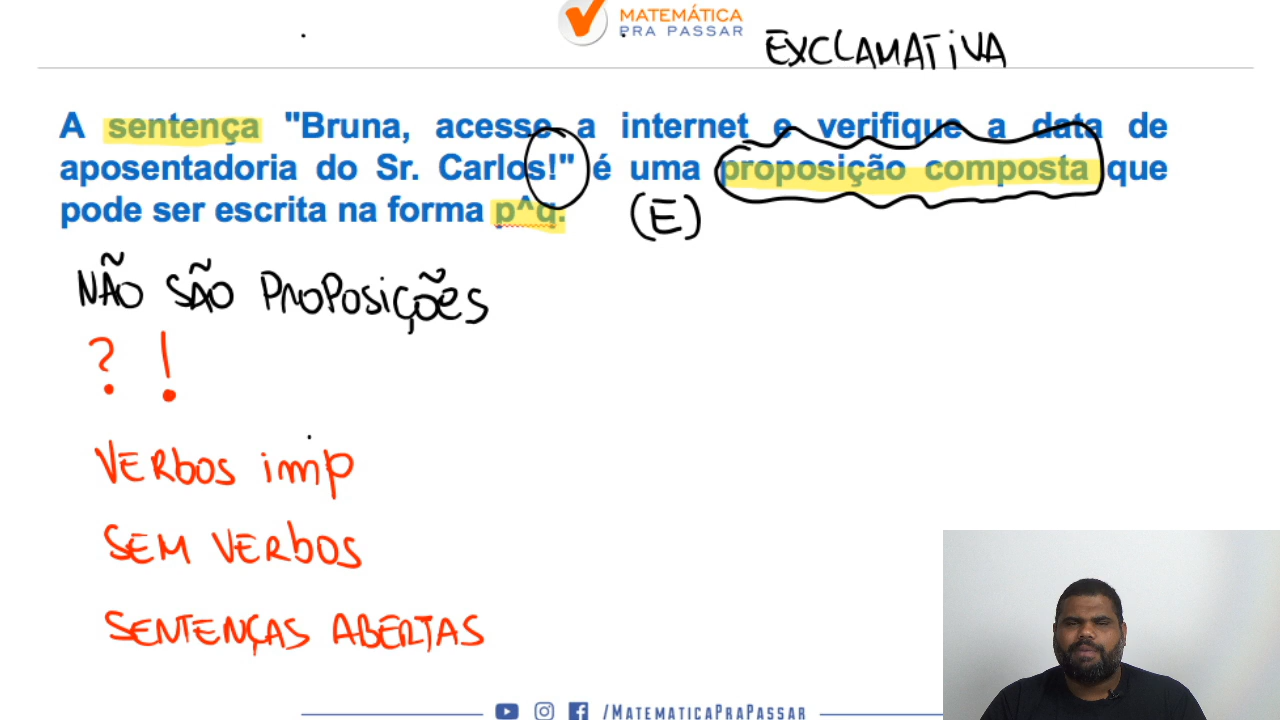 MATEMÁTICA
PRA PASSAR
EXCLAMATIVA
A sentença "Bruna, acesse a internet e verifique a data de
aposentadoria do Sr. Carlos!" é uma proposição composta que
pode ser escrita na forma p^q.
(E)
NÃO SÃO PROPOSIÇÕES
? !
VERbOS imp
SEM VERbOS
SENTENÇAS ABERTAS
/MATEMATICAPRAPASSAR